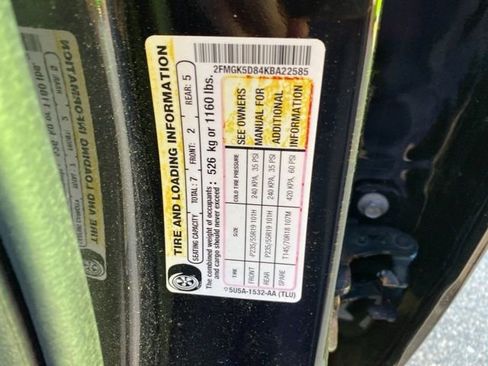 2FMGK5D84KBA22585
TIRE AND LOADING INFORMATION
SEATING CAPACITY TOTAL: 7 FRONT: 2 REAR: 5
The combined weight of occupants and cargo should never exceed: 526 kg or 1160 lbs.
TIRE COLD TIRE PRESSURE
FRONT P235/55R19 101H 240 KPA, 35 PSI
REAR P235/55R19 101H 240 KPA, 35 PSI
SPARE T145/70R18 107M 420 KPA, 60 PSI
SEE OWNERS
MANUAL FOR
ADDITIONAL
INFORMATION
5U5A-1532-AA (TLU)